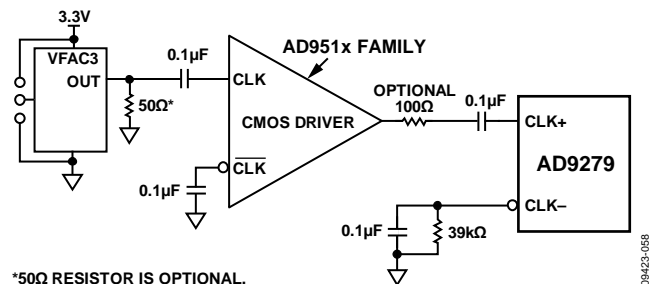 3.3V
VFAC3
OUT
50Ω*
0.1µF
CLK
CLK
0.1µF
CMOS DRIVER
AD951x FAMILY
OPTIONAL
100Ω
0.1µF
CLK+
AD9279
CLK–
0.1µF
39kΩ
*50Ω RESISTOR IS OPTIONAL.
09423-058